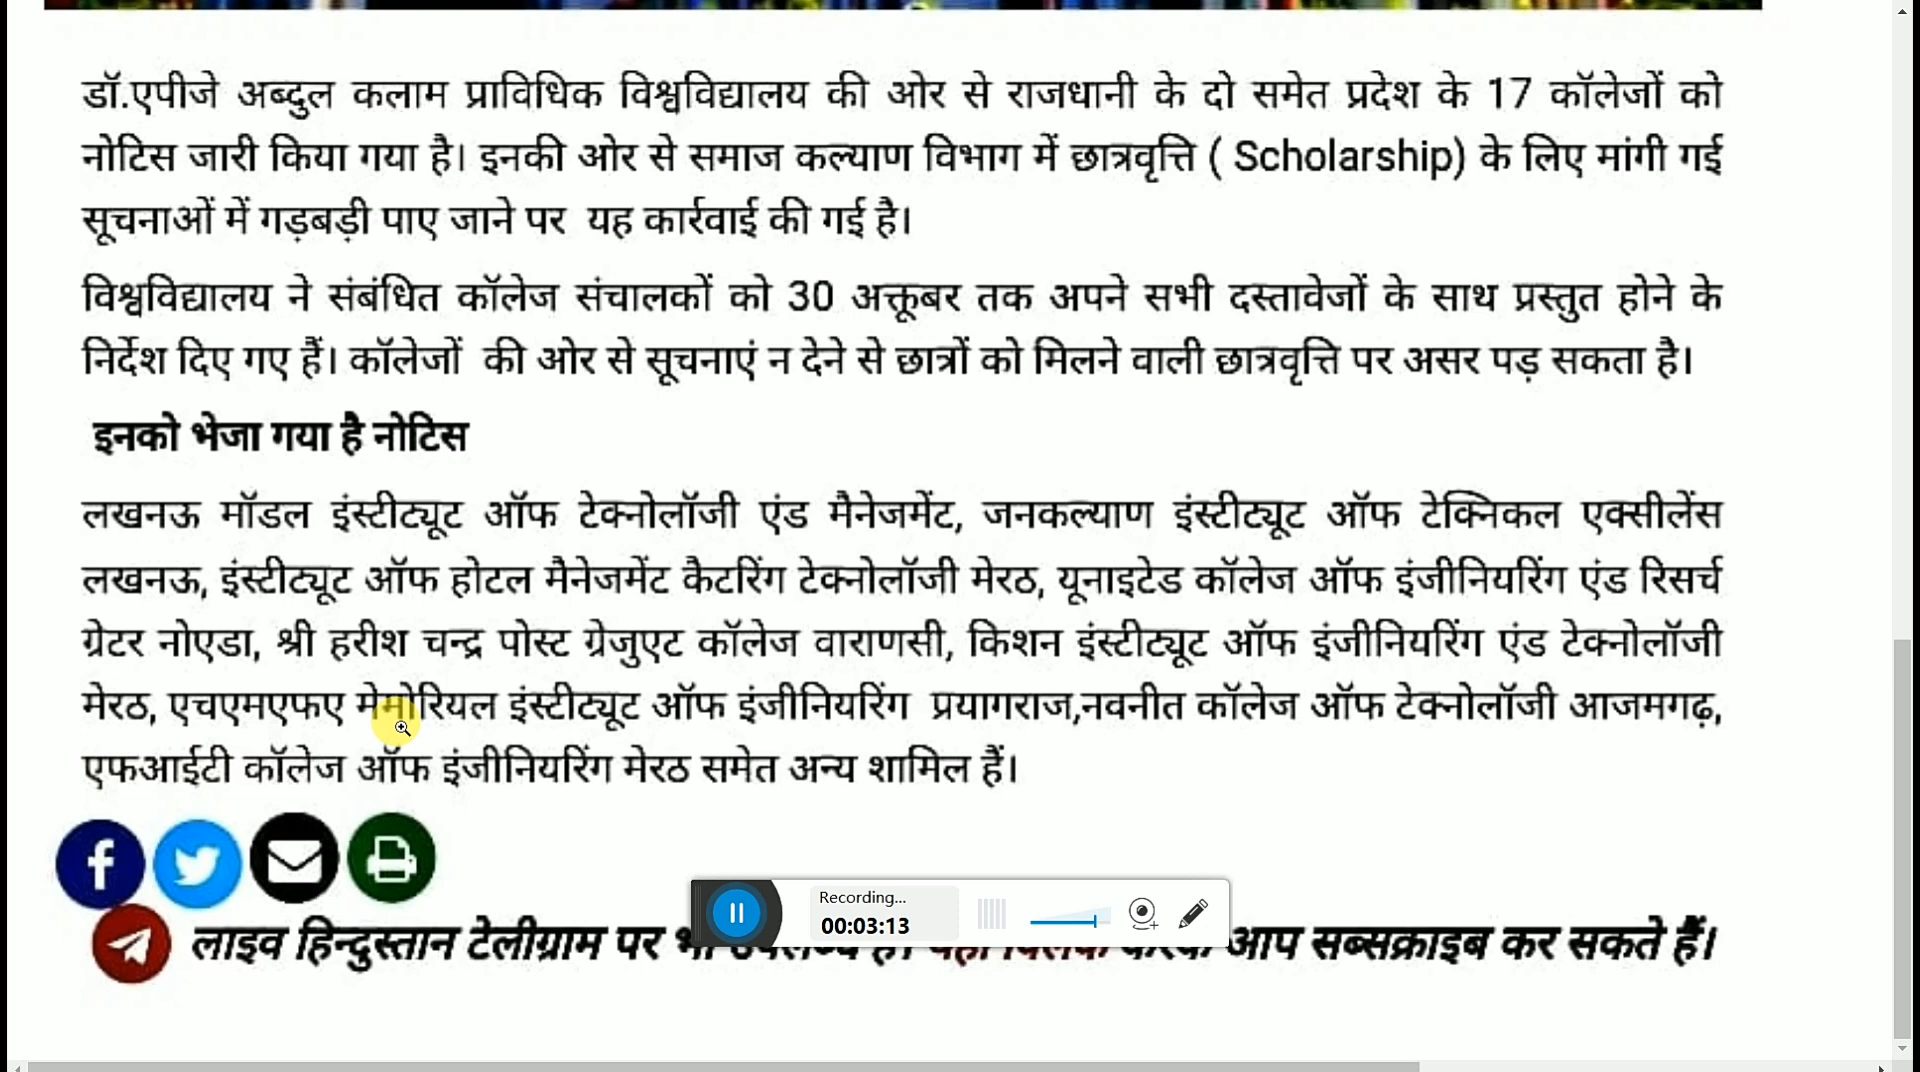 डॉ.एपीजे अब्दुल कलाम प्राविधिक विश्वविद्यालय की ओर से राजधानी के दो समेत प्रदेश के 17 कॉलेजों को
नोटिस जारी किया गया है। इनकी ओर से समाज कल्याण विभाग में छात्रवृत्ति ( Scholarship) के लिए मांगी गई
सूचनाओं में गड़बड़ी पाए जाने पर यह कार्रवाई की गई है।
विश्वविद्यालय ने संबंधित कॉलेज संचालकों को 30 अक्तूबर तक अपने सभी दस्तावेजों के साथ प्रस्तुत होने के
निर्देश दिए गए हैं। कॉलेजों की ओर से सूचनाएं न देने से छात्रों को मिलने वाली छात्रवृत्ति पर असर पड़ सकता है।
इनको भेजा गया है नोटिस
लखनऊ मॉडल इंस्टीट्यूट ऑफ टेक्नोलॉजी एंड मैनेजमेंट, जनकल्याण इंस्टीट्यूट ऑफ टेक्निकल एक्सीलेंस
लखनऊ, इंस्टीट्यूट ऑफ होटल मैनेजमेंट कैटरिंग टेक्नोलॉजी मेरठ, यूनाइटेड कॉलेज ऑफ इंजीनियरिंग एंड रिसर्च
ग्रेटर नोएडा, श्री हरीश चन्द्र पोस्ट ग्रेजुएट कॉलेज वाराणसी, किशन इंस्टीट्यूट ऑफ इंजीनियरिंग एंड टेक्नोलॉजी
मेरठ, एचएमएफए मेमोरियल इंस्टीट्यूट ऑफ इंजीनियरिंग प्रयागराज,नवनीत कॉलेज ऑफ टेक्नोलॉजी आजमगढ़,
एफआईटी कॉलेज ऑफ इंजीनियरिंग मेरठ समेत अन्य शामिल हैं।
Recording...
00:03:13
लाइव हिन्दुस्तान टेलीग्राम पर आप सब्सक्राइब कर सकते हैं।